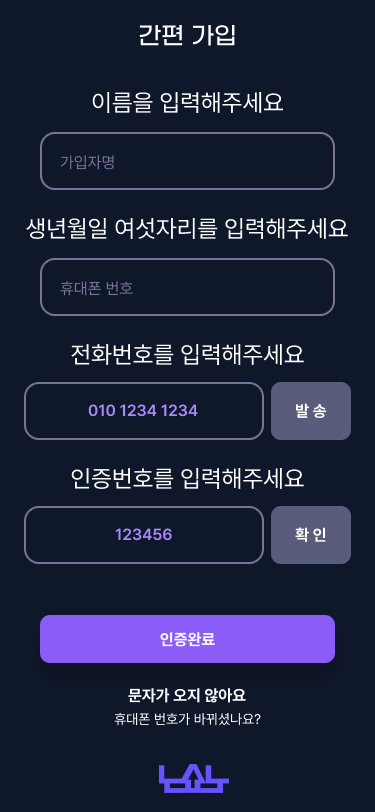 간편 가입
이름을 입력해주세요
가입자명
생년월일 여섯자리를 입력해주세요
휴대폰 번호
전화번호를 입력해주세요
010 1234 1234
발 송
인증번호를 입력해주세요
123456
확 인
인증완료
문자가 오지 않아요
휴대폰 번호가 바뀌셨나요?